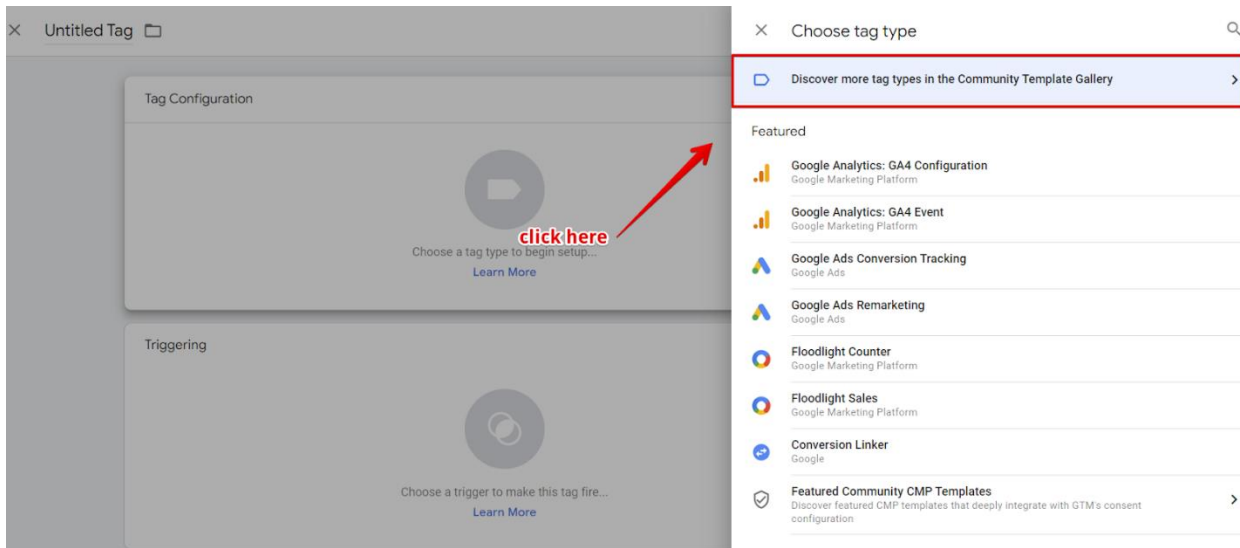 Untitled Tag
Tag Configuration
click here
Choose a tag type to begin setup...
Learn More
Triggering
Choose a trigger to make this tag fire...
Learn More
Choose tag type
Discover more tag types in the Community Template Gallery
Featured
Google Analytics: GA4 Configuration
Google Marketing Platform
Google Analytics: GA4 Event
Google Marketing Platform
Google Ads Conversion Tracking
Google Ads
Google Ads Remarketing
Google Ads
Floodlight Counter
Google Marketing Platform
Floodlight Sales
Google Marketing Platform
Conversion Linker
Google
Featured Community CMP Templates
Discover featured CMP templates that deeply integrate with GTM's consent
configuration